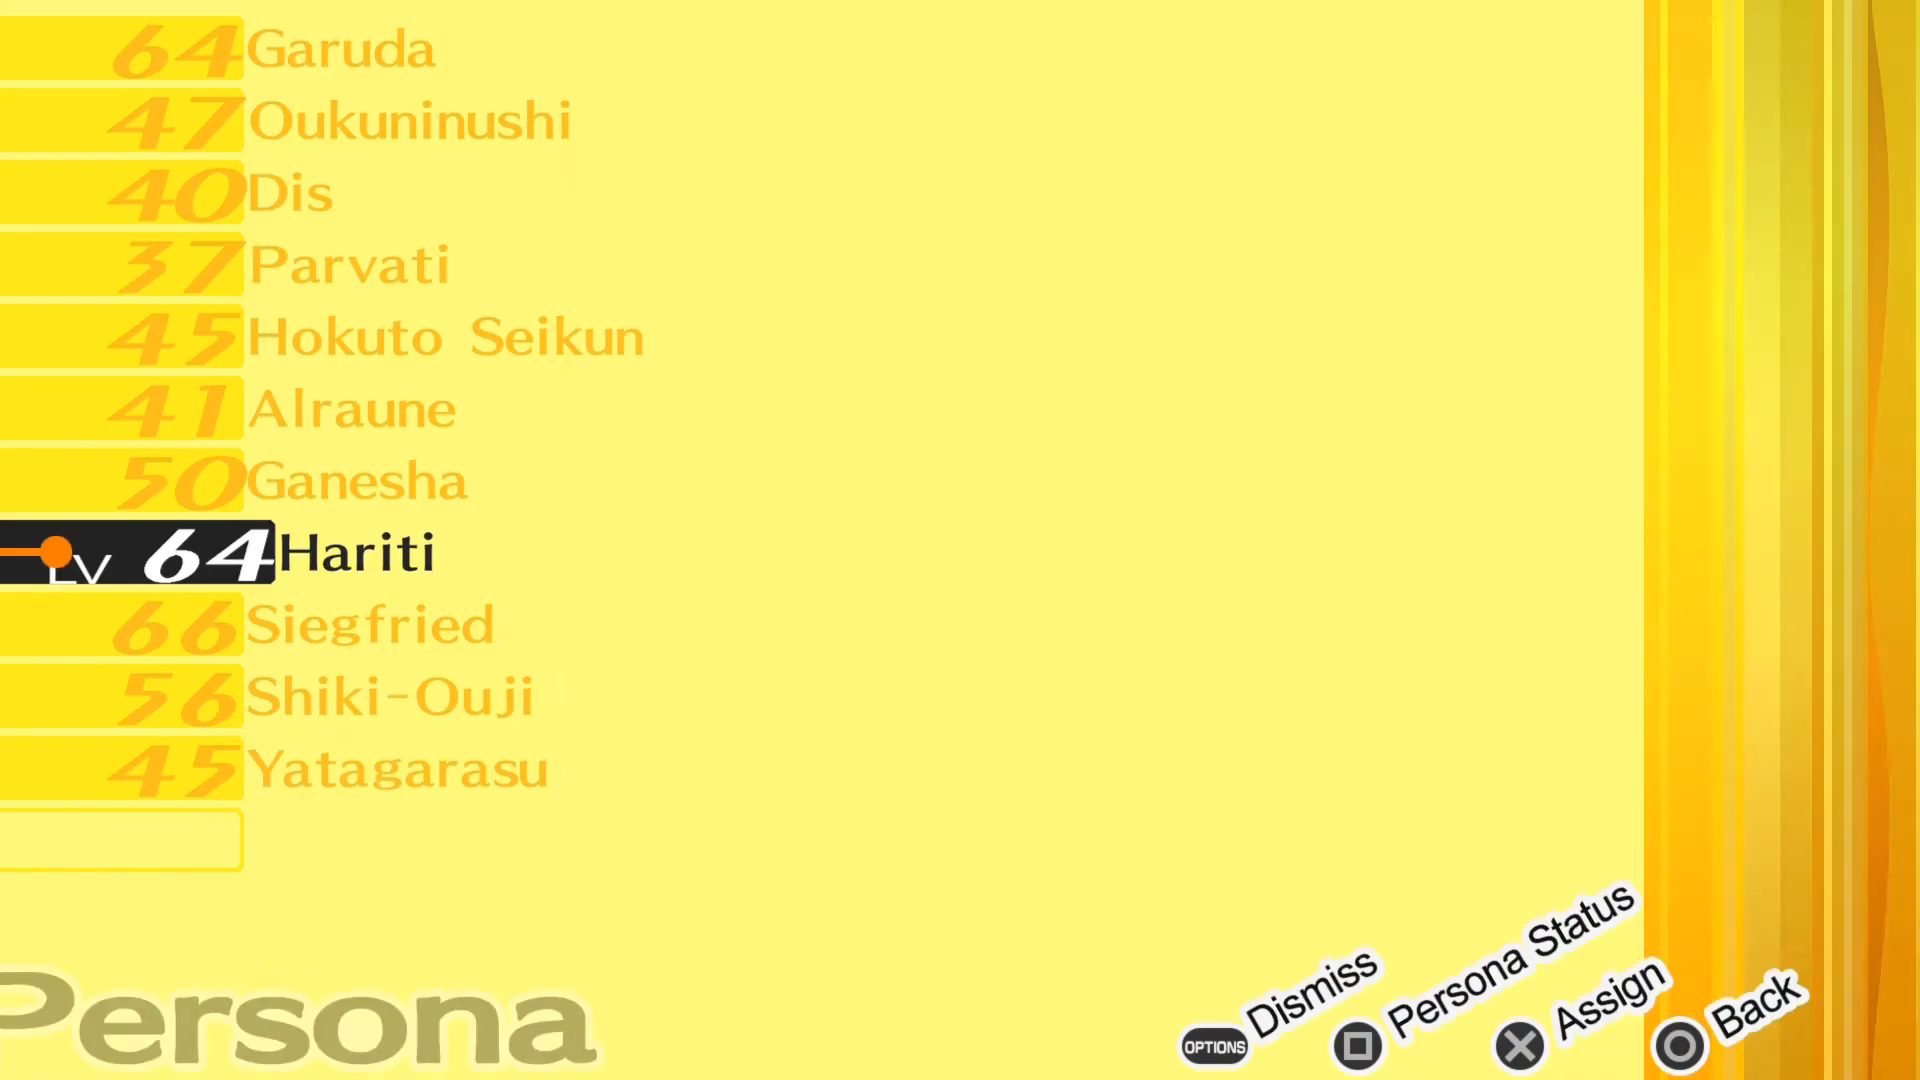 64 Garuda
47 Oukuninushi
40 Dis
37 Parvati
45 Hokuto Seikun
41 Alraune
50 Ganesha
LV 64 Hariti
66 Siegfried
56 Shiki-Ouji
45 Yatagarasu
Persona
OPTIONS Dismiss
Persona Status
Assign
Back